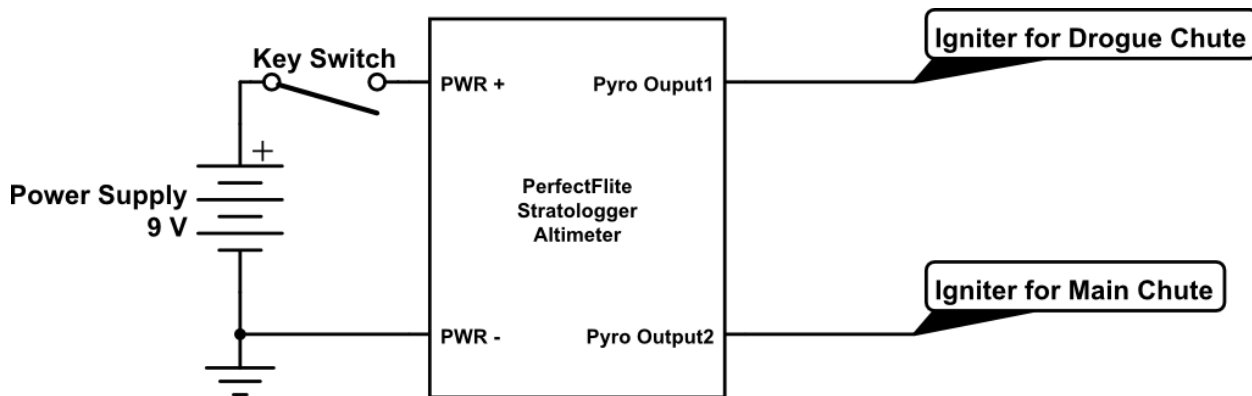 Key Switch
Igniter for Drogue Chute
PWR +
Pyro Ouput1
+
Power Supply
9 V
PerfectFlite
Stratologger
Altimeter
Igniter for Main Chute
PWR -
Pyro Output2